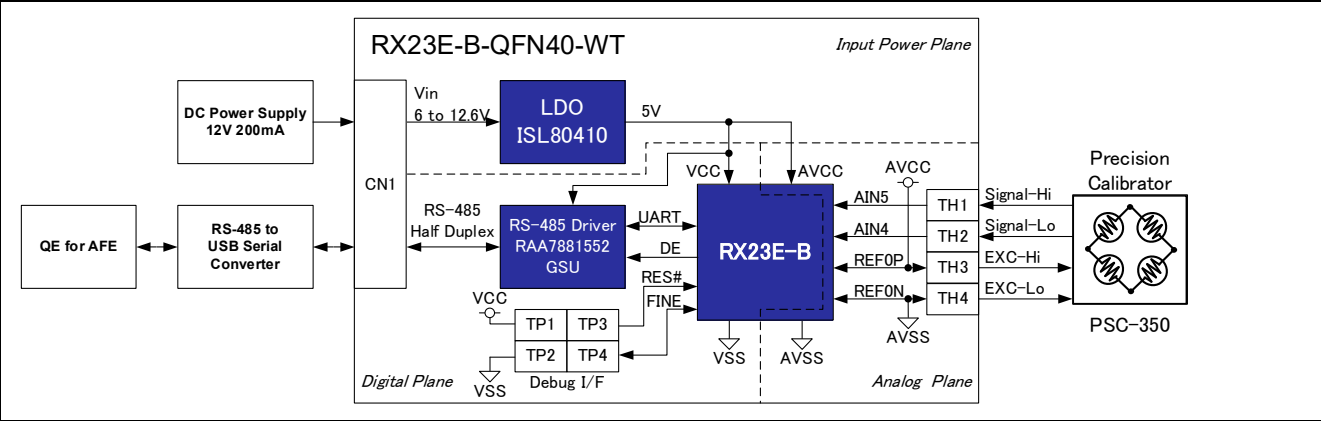 RX23E-B-QFN40-WT
Input Power Plane
DC Power Supply
12V 200mA
CN1
Vin
6 to 12.6V
LDO
ISL80410
5V
VCC
AVCC
AVCC
QE for AFE
RS-485 to
USB Serial
Converter
RS-485
Half Duplex
RS-485 Driver
RAA7881552
GSU
UART
DE
RES#
FINE
RX23E-B
AIN5
AIN4
REF0P
REF0N
TH1
TH2
TH3
TH4
Signal-Hi
Signal-Lo
EXC-Hi
EXC-Lo
Precision
Calibrator
PSC-350
VCC
TP1
TP3
TP2
TP4
VSS
Debug I/F
VSS
AVSS
AVSS
Digital Plane
Analog Plane